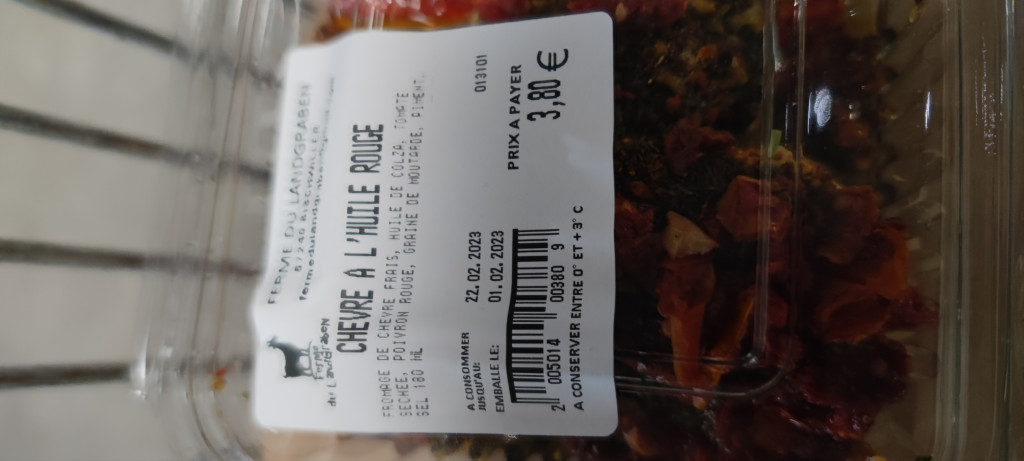 FERME DU LANDGRABEN
Ferme
du Landgraben
CHEVRE A L'HUILE ROUGE
FROMAGE DE CHEVRE FRAIS, HUILE DE COLZA, TOMATE
SECHEE, POIVRON ROUGE, GRAINE DE MOUTARDE, PIMENT,
SEL 180 mL
A CONSOMMER
JUSQU'AU: 22. 02. 2023
EMBALLE LE: 01. 02. 2023
013101
PRIX A PAYER
3,80 €
2 005014 00380 9
A CONSERVER ENTRE 0° ET + 3° C